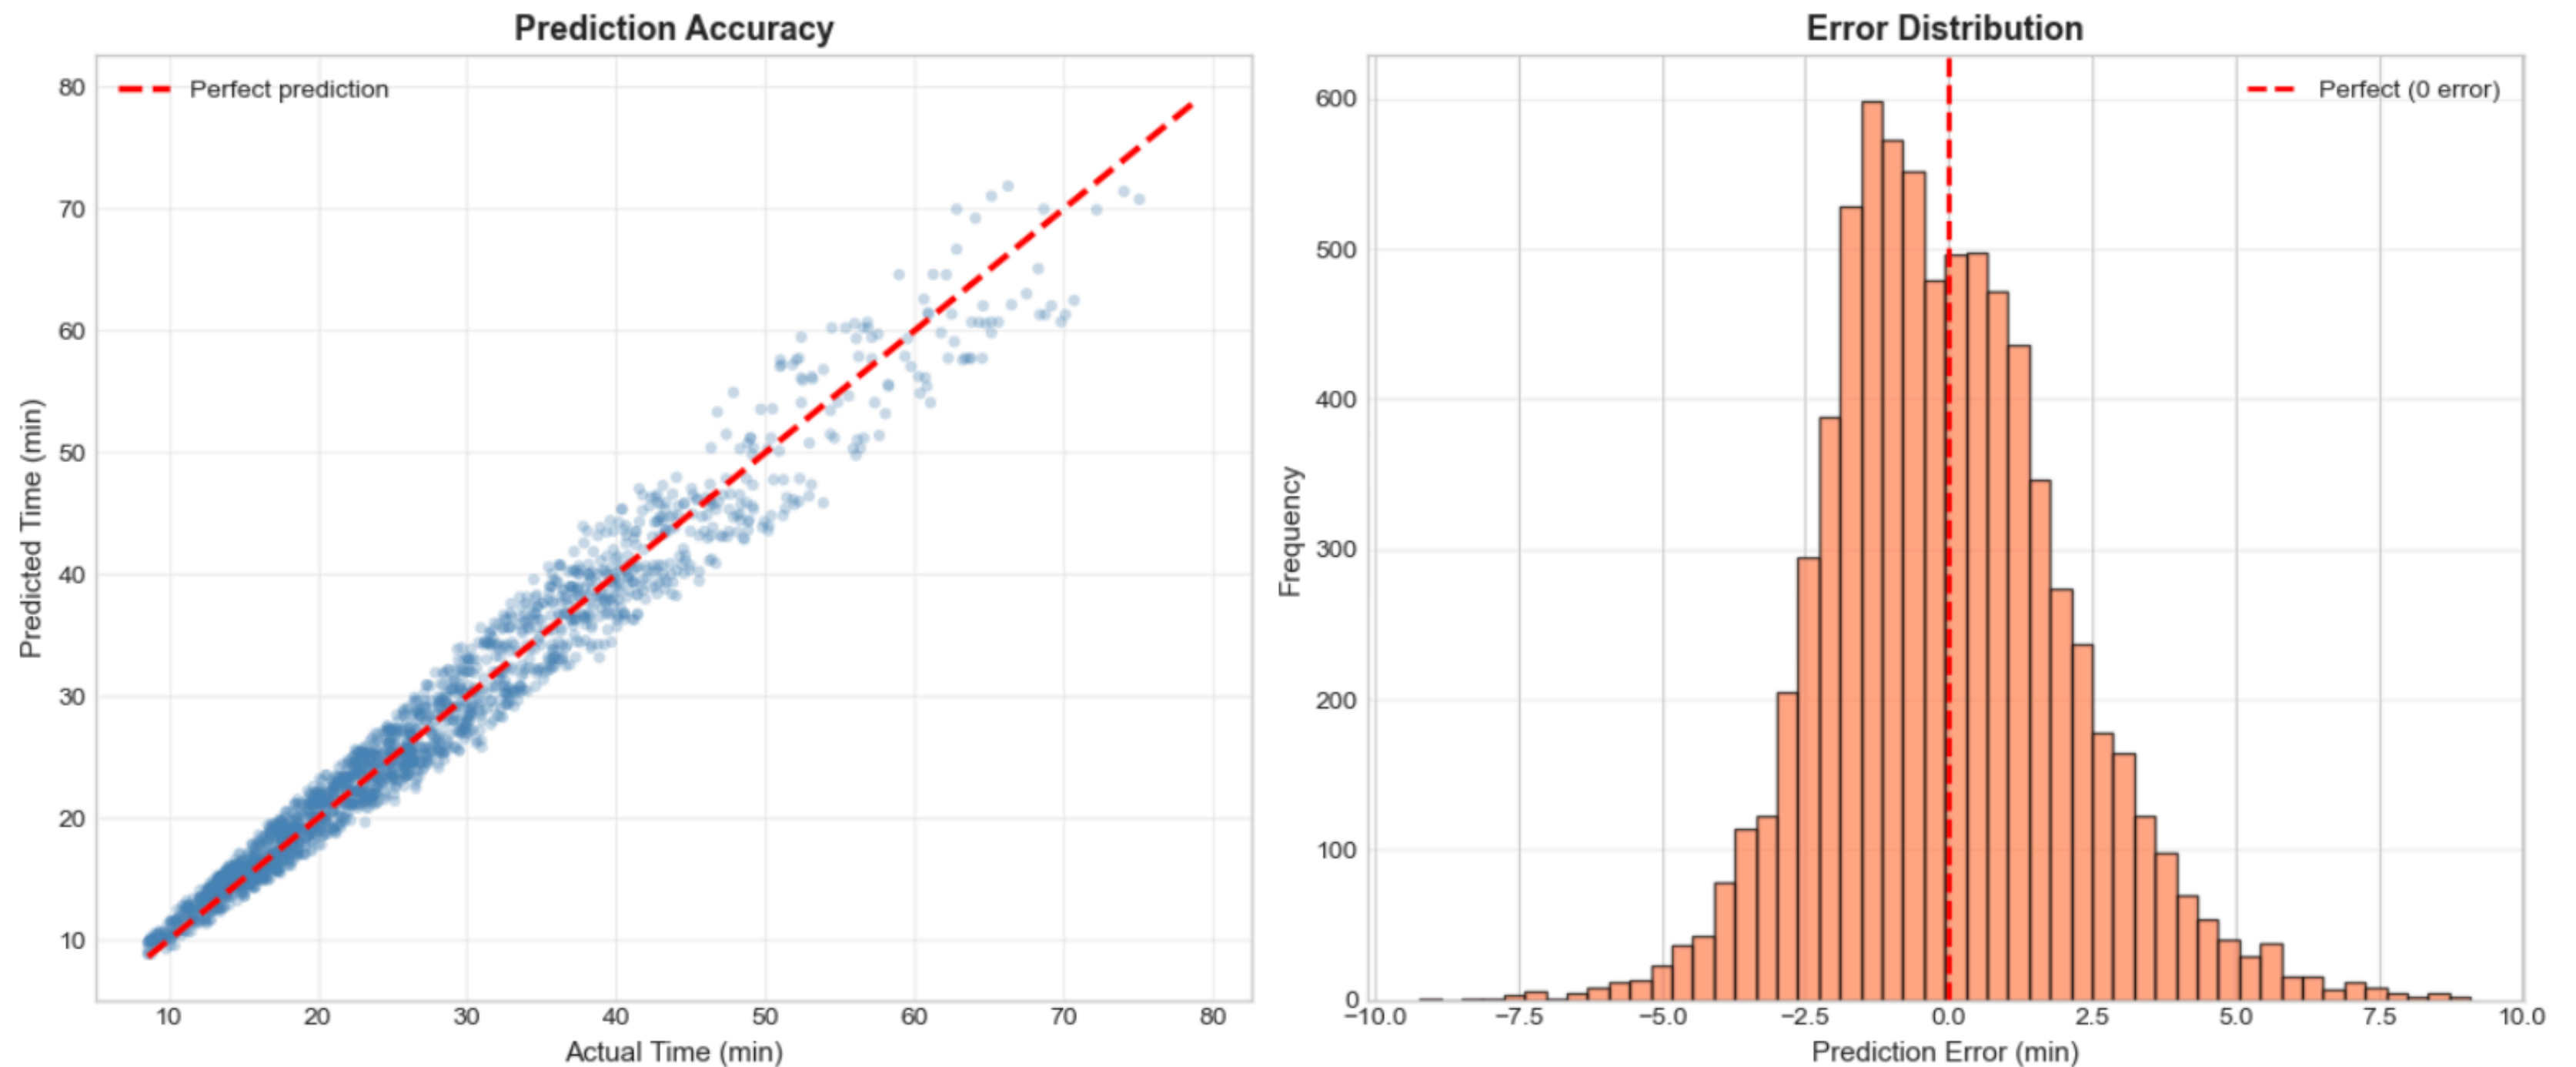 Prediction Accuracy
Perfect prediction
80
70
60
50
40
30
20
10
Predicted Time (min)
10 20 30 40 50 60 70 80
Actual Time (min)
Error Distribution
Perfect (0 error)
600
500
400
300
200
100
0
Frequency
−10.0 −7.5 −5.0 −2.5 0.0 2.5 5.0 7.5 10.0
Prediction Error (min)